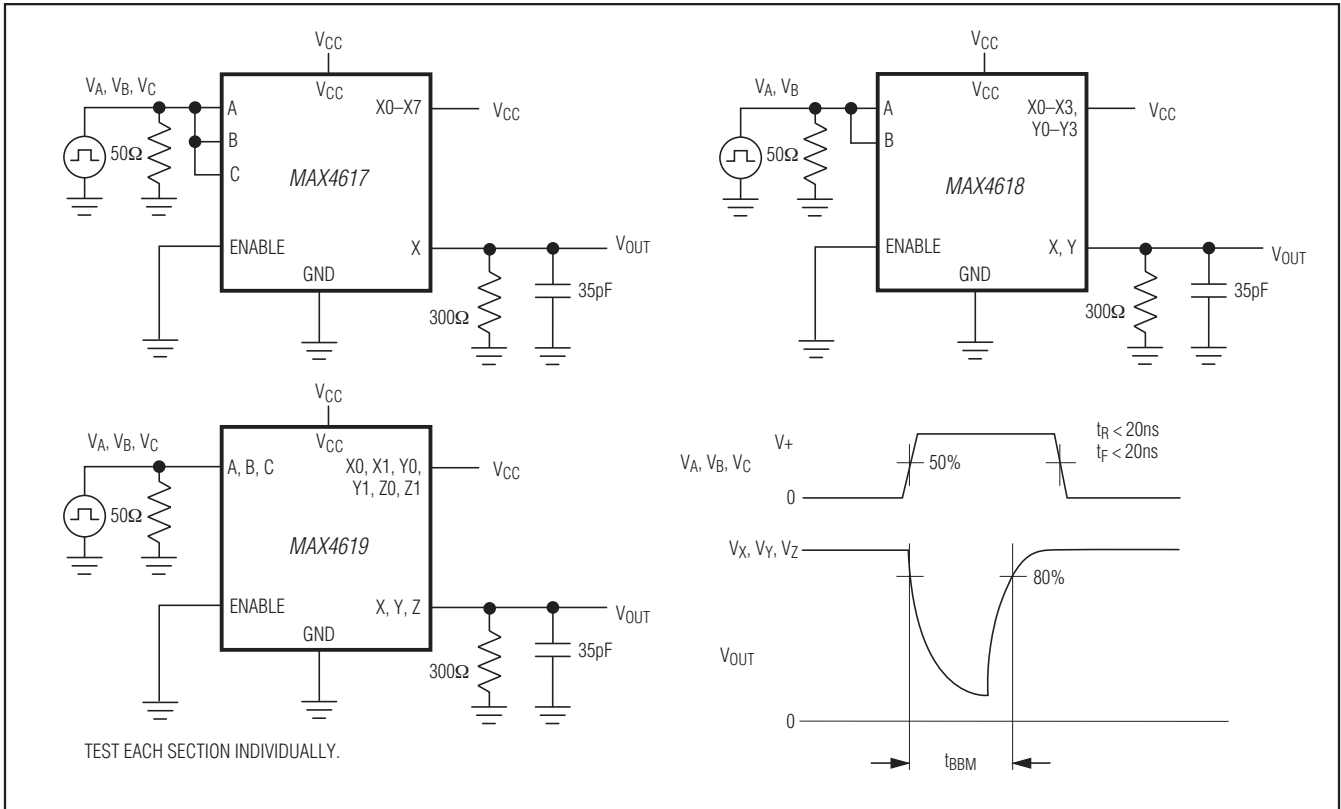 VCC
VCC
VA, VB, VC
A
X0–X7
VCC
B
50Ω
C
MAX4617
ENABLE
X
VOUT
GND
300Ω
35pF
VCC
VCC
VA, VB
A
X0–X3,
Y0–Y3
VCC
B
50Ω
MAX4618
ENABLE
X, Y
VOUT
GND
300Ω
35pF
VCC
VCC
VA, VB, VC
A, B, C
X0, X1, Y0,
Y1, Z0, Z1
VCC
50Ω
MAX4619
ENABLE
X, Y, Z
VOUT
GND
300Ω
35pF
TEST EACH SECTION INDIVIDUALLY.
V+
tR < 20ns
tF < 20ns
VA, VB, VC
50%
0
VX, VY, VZ
80%
VOUT
0
tBBM